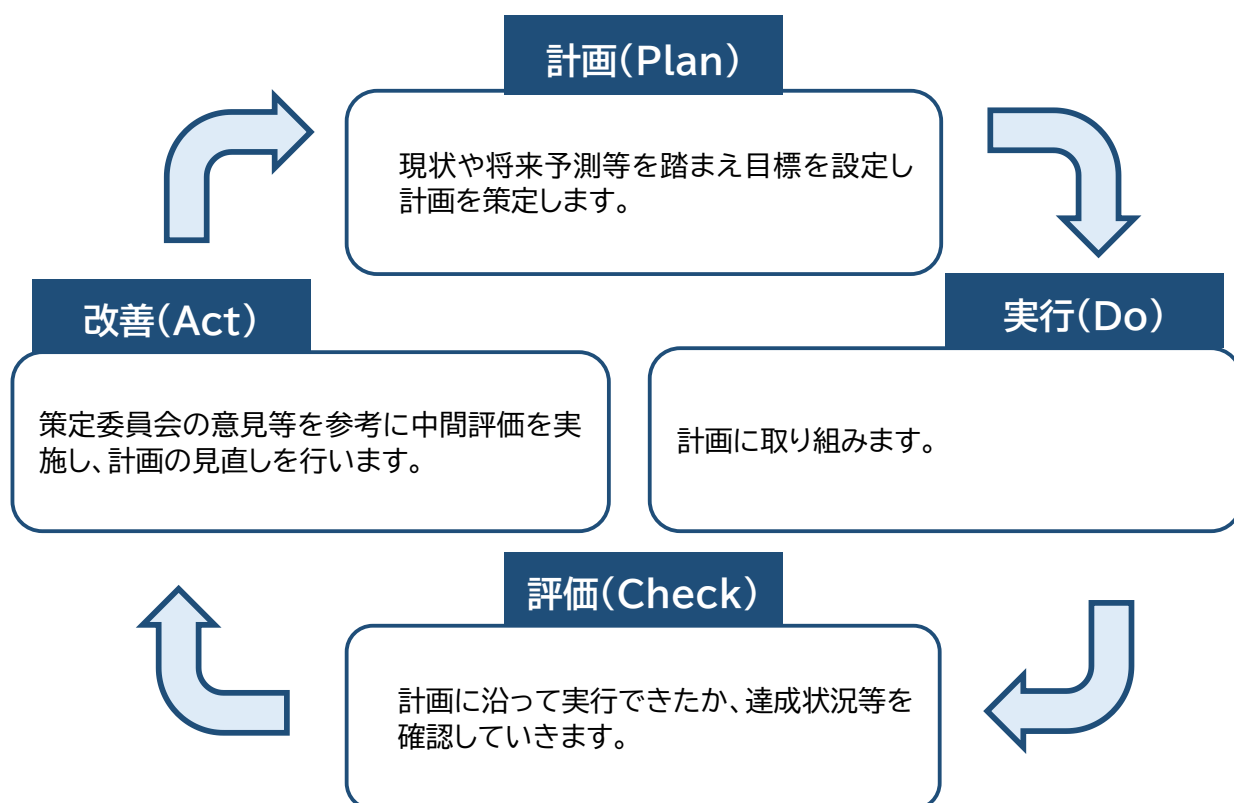 計画(Plan)
現状や将来予測等を踏まえ目標を設定し
計画を策定します。
改善(Act)
策定委員会の意見等を参考に中間評価を実
施し、計画の見直しを行います。
実行(Do)
計画に取り組みます。
評価(Check)
計画に沿って実行できたか、達成状況等を
確認していきます。